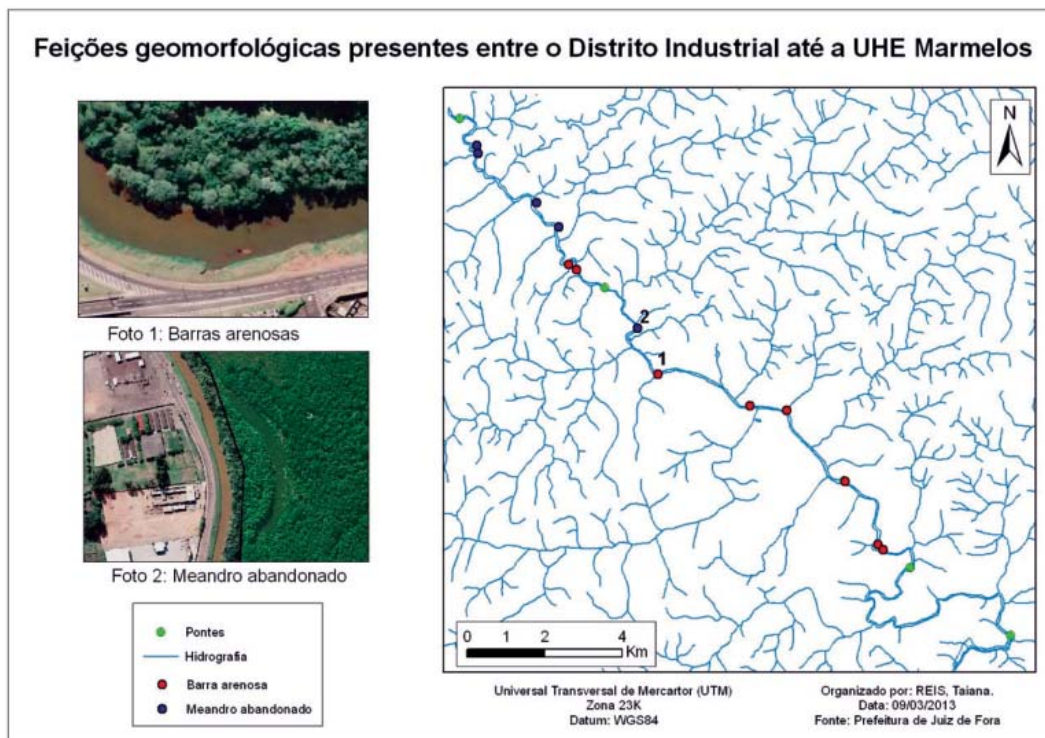 Feições geomorfológicas presentes entre o Distrito Industrial até a UHE Marmelos
Foto 1: Barras arenosas
Foto 2: Meandro abandonado
Pontes
Hidrografia
Barra arenosa
Meandro abandonado
N
2
1
0 1 2 4
Km
Universal Transversal de Mercartor (UTM)
Zona 23K
Datum: WGS84
Organizado por: REIS, Taiana.
Data: 09/03/2013
Fonte: Prefeitura de Juiz de Fora